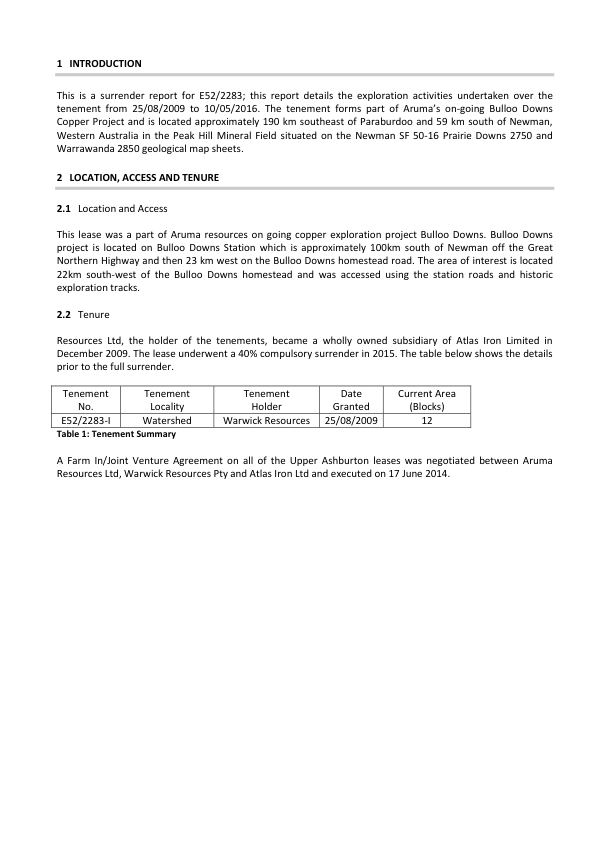 1 INTRODUCTION
This is a surrender report for E52/2283; this report details the exploration activities undertaken over the
tenement from 25/08/2009 to 10/05/2016. The tenement forms part of Aruma's on-going Bulloo Downs
Copper Project and is located approximately 190 km southeast of Paraburdoo and 59 km south of Newman,
Western Australia in the Peak Hill Mineral Field situated on the Newman SF 50-16 Prairie Downs 2750 and
Warrawanda 2850 geological map sheets.
2 LOCATION, ACCESS AND TENURE
2.1 Location and Access
This lease was a part of Aruma resources on going copper exploration project Bulloo Downs. Bulloo Downs
project is located on Bulloo Downs Station which is approximately 100km south of Newman off the Great
Northern Highway and then 23 km west on the Bulloo Downs homestead road. The area of interest is located
22km south-west of the Bulloo Downs homestead and was accessed using the station roads and historic
exploration tracks.
2.2 Tenure
Resources Ltd, the holder of the tenements, became a wholly owned subsidiary of Atlas Iron Limited in
December 2009. The lease underwent a 40% compulsory surrender in 2015. The table below shows the details
prior to the full surrender.
Tenement Tenement Tenement Date Current Area
No. Locality Holder Granted (Blocks)
E52/2283-I Watershed Warwick Resources 25/08/2009 12
Table 1: Tenement Summary
A Farm In/Joint Venture Agreement on all of the Upper Ashburton leases was negotiated between Aruma
Resources Ltd, Warwick Resources Pty and Atlas Iron Ltd and executed on 17 June 2014.